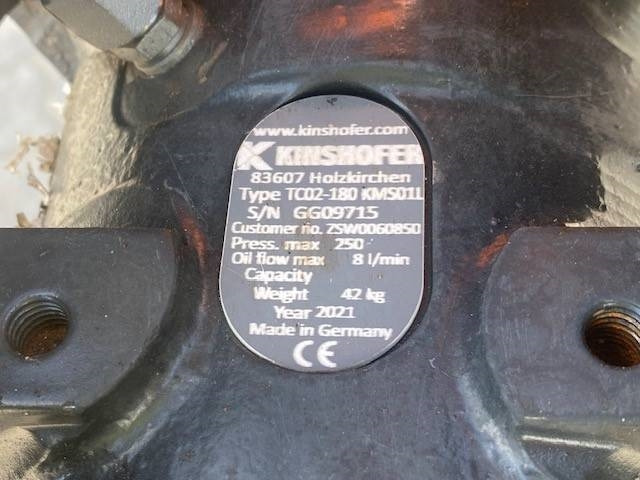 www.kinshofer.com
KINSHOFER
83607 Holzkirchen
Type TC02-180 KMS01L
S/N GG09715
Customer no. ZSW0060850
Press. max 250
Oil flow max 8 l/min
Capacity
Weight 42 kg
Year 2021
Made in Germany
CE